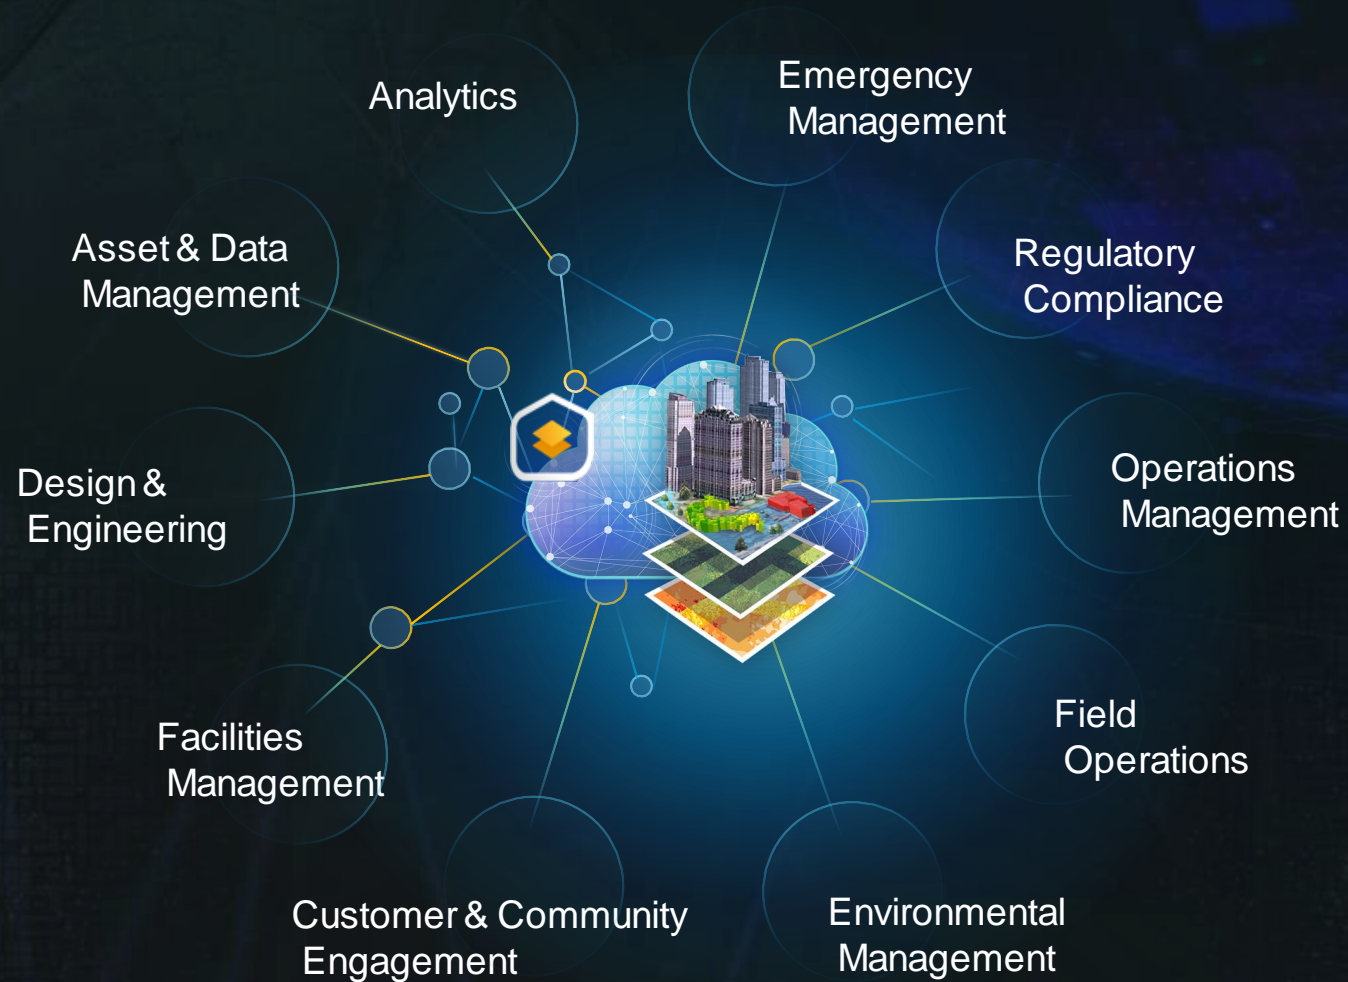 Analytics
Emergency
Management
Asset & Data
Management
Regulatory
Compliance
Design &
Engineering
Operations
Management
Facilities
Management
Field
Operations
Customer & Community
Engagement
Environmental
Management